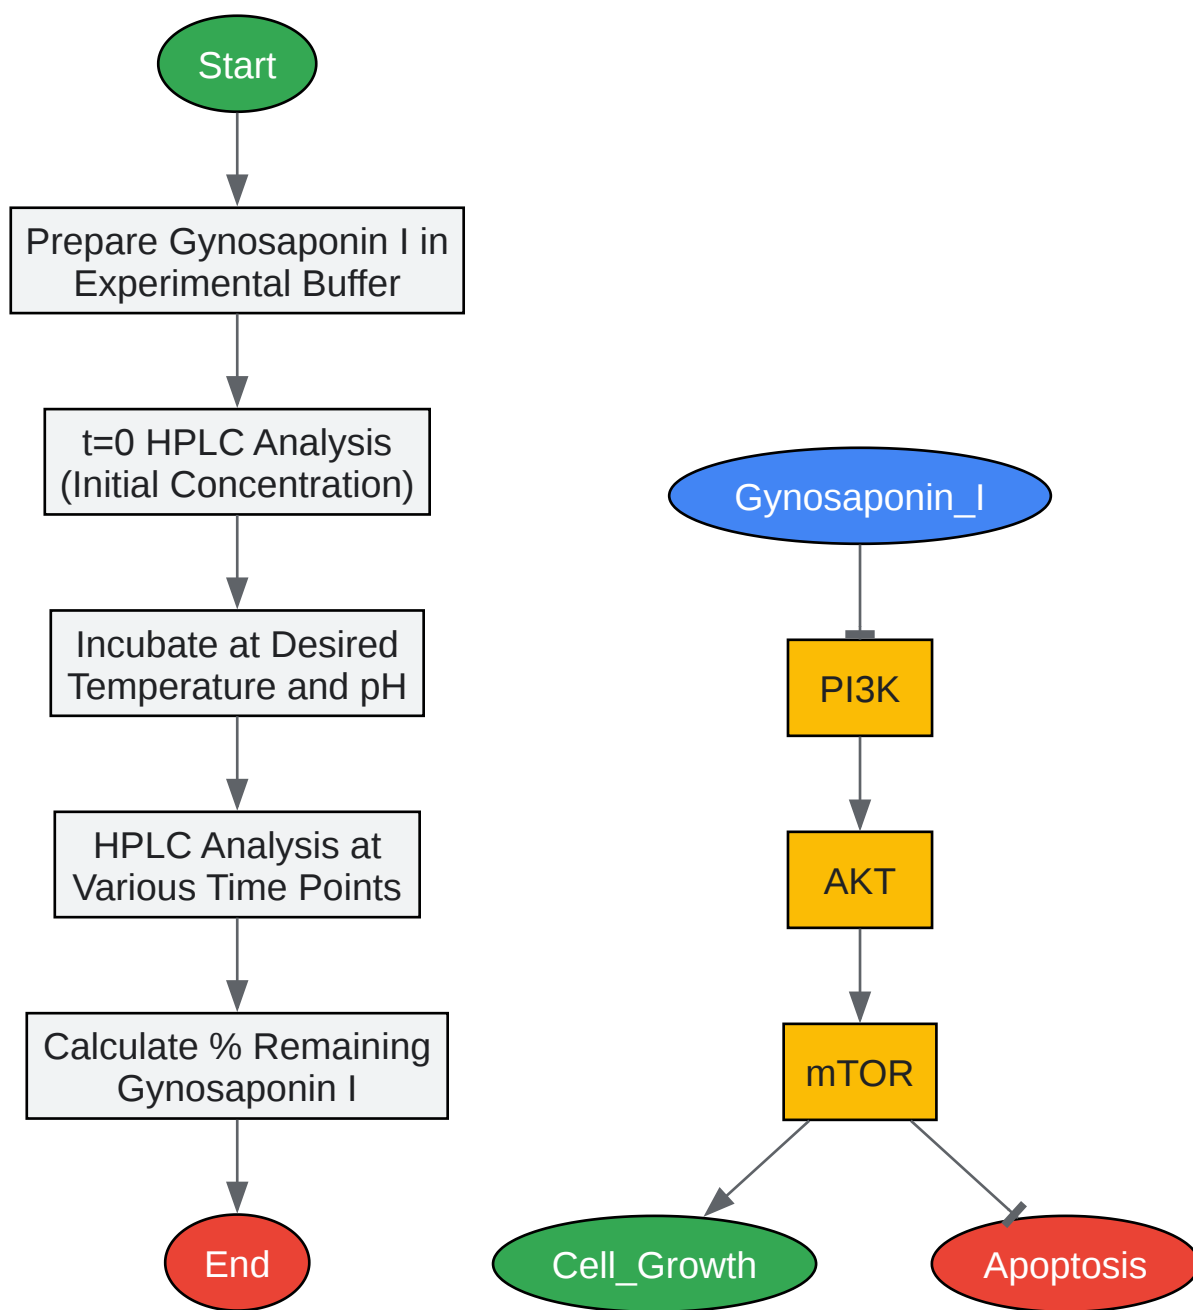 Start
Prepare Gynosaponin I in
Experimental Buffer
t=0 HPLC Analysis
(Initial Concentration)
Incubate at Desired
Temperature and pH
HPLC Analysis at
Various Time Points
Calculate % Remaining
Gynosaponin I
End
Gynosaponin_I
PI3K
AKT
mTOR
Cell_Growth
Apoptosis